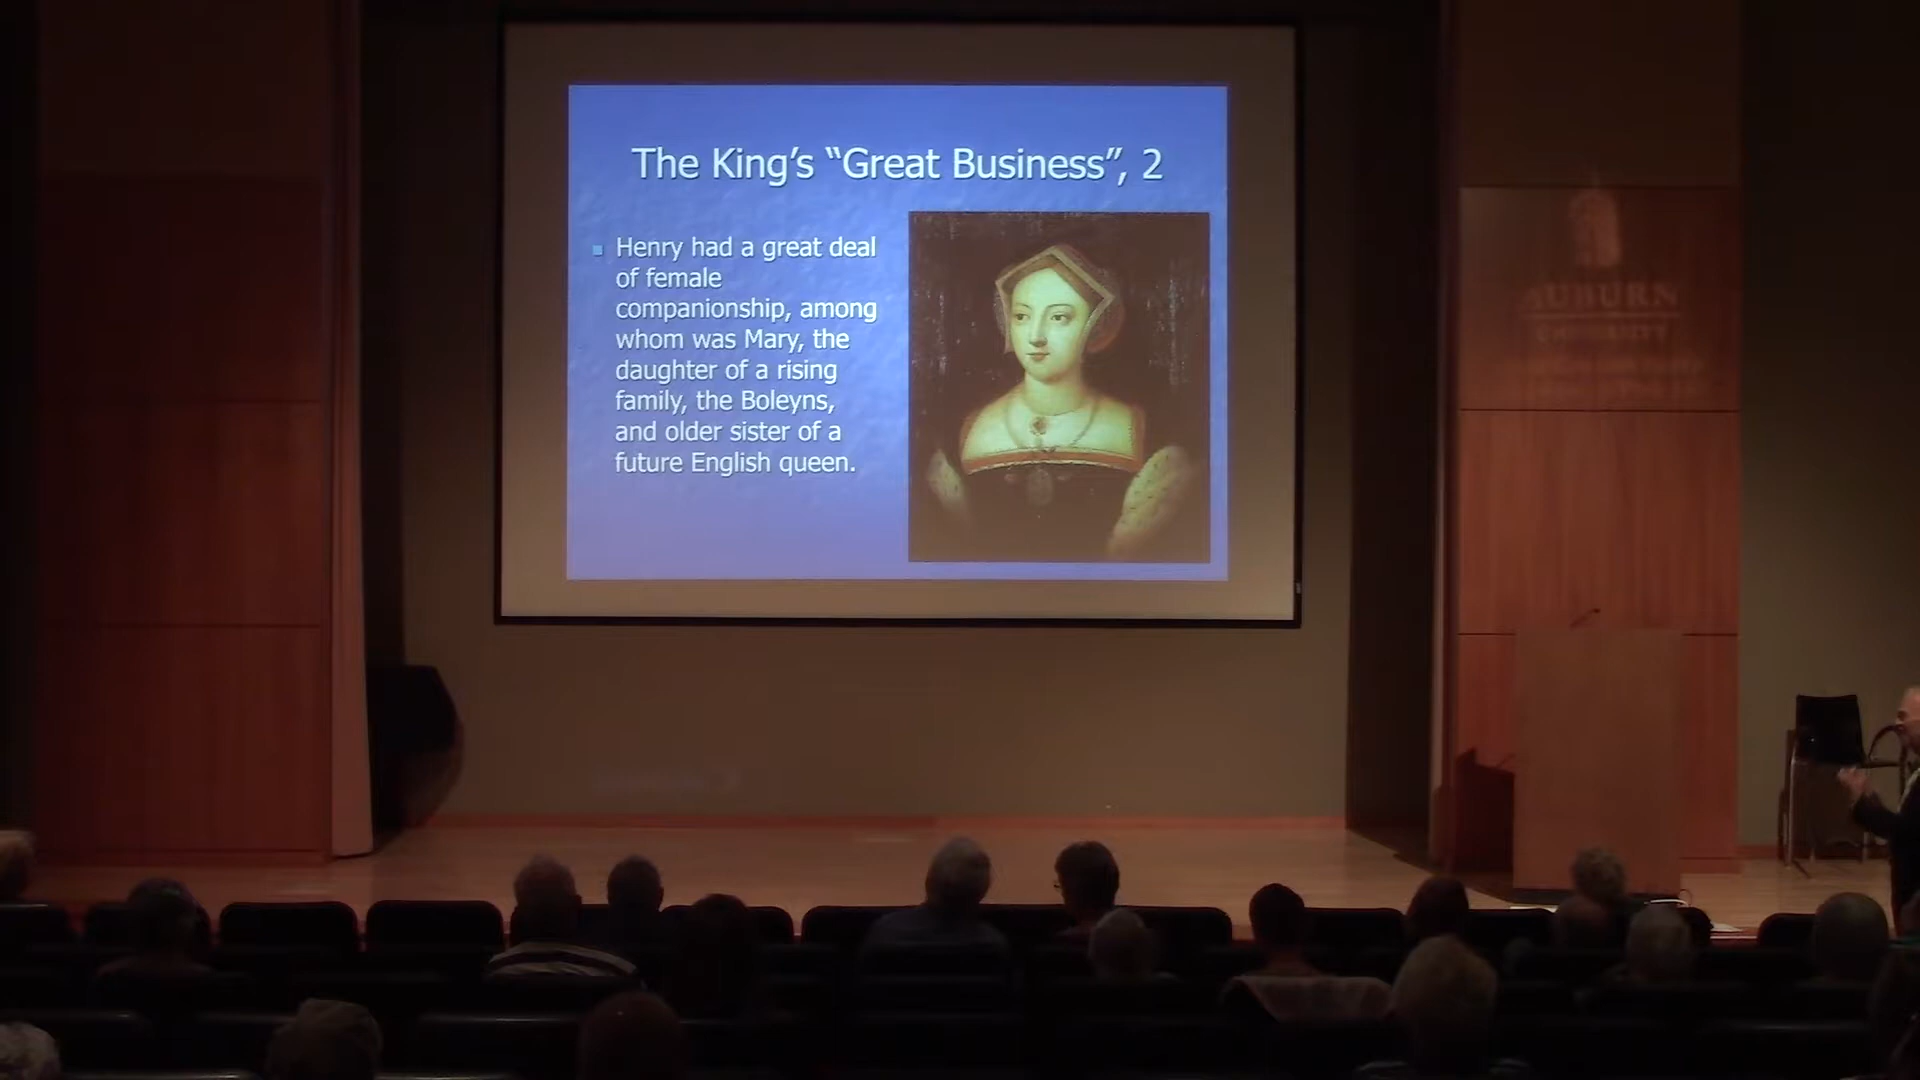 The King's “Great Business”, 2
Henry had a great deal
of female
companionship, among
whom was Mary, the
daughter of a rising
family, the Boleyns,
and older sister of a
future English queen.
AUBURN
UNIVERSITY